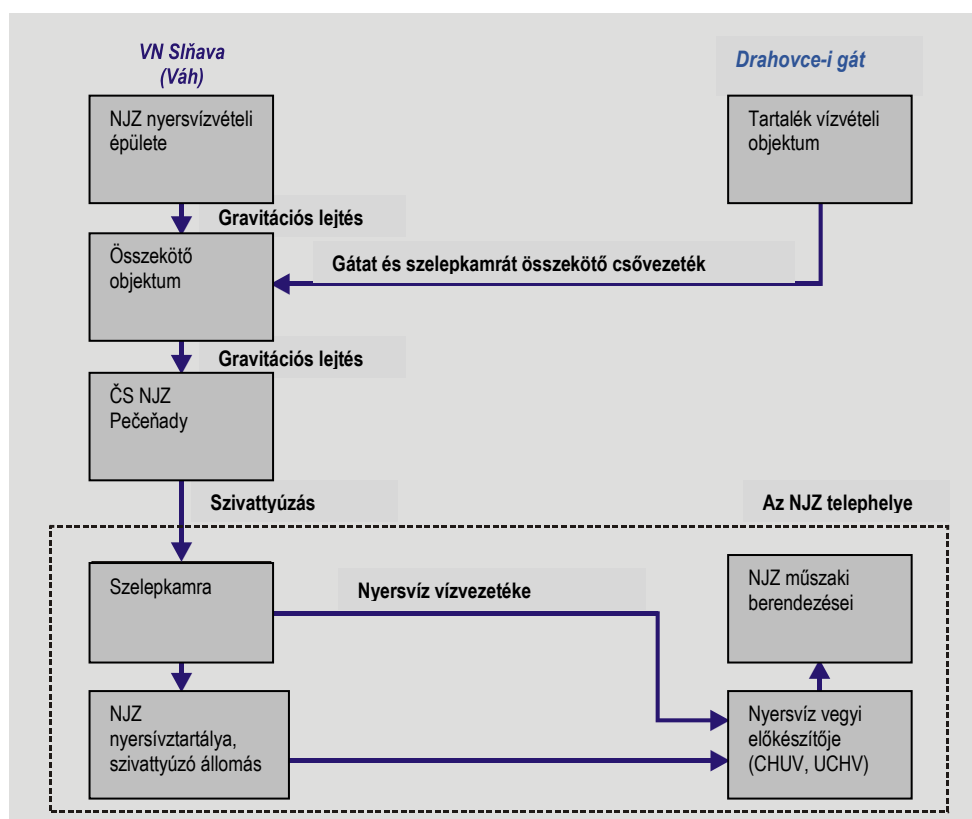 VN Slňava
(Váh)
Drahovce-i gát
NJZ nyersvízvételi
épülete
Tartalék vízvételi
objektum
Gravitációs lejtés
Összekötő
objektum
Gátat és szelepkamrát összekötő csővezeték
Gravitációs lejtés
ČS NJZ
Pečeňady
Szivattyúzás
Az NJZ telephelye
Szelepkamra
Nyersvíz vízvezetéke
NJZ műszaki
berendezései
NJZ
nyersívztartálya,
szivattyúzó állomás
Nyersvíz vegyi
előkészítője
(CHUV, UCHV)